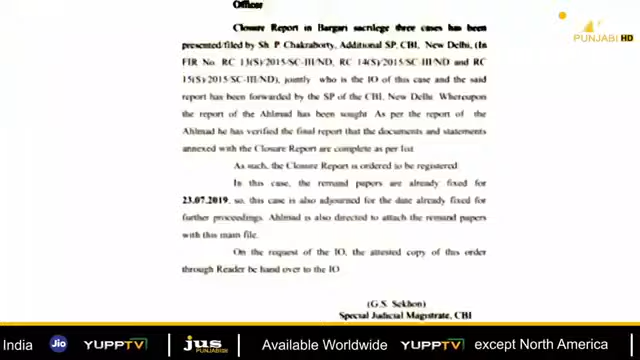 Officer
Closure Report in Bargari sacrilege three cases has been
presented/filed by Sh. P. Chakraborty, Additional SP, CBI, New Delhi, (In
FIR No. RC 13(S)/2015/SC-III/ND, RC 14(S)/2015/SC-III/ND and RC
15(S)/2015/SC-III/ND), jointly who is the IO of this case and the said
report has been forwarded by the SP of the CBI, New Delhi. Whereupon
the report of the Ahlmad has been sought. As per the report of the
Ahlmad he has verified the final report that the documents and statements
annexed with the Closure Report are complete as per list.
As such, the Closure Report is ordered to be registered.
In this case, the remand papers are already fixed for
23.07.2019, so, this case is also adjourned for the date already fixed for
further proceedings. Ahlmad is also directed to attach the remand papers
with this main file.
On the request of the IO, the attested copy of this order
through Reader be hand over to the IO
(G.S. Sekhon)
Special Judicial Magistrate, CBI
PUNJABI HD
India Jio YUPPTV jus PUNJABI Available Worldwide YUPPTV except North America